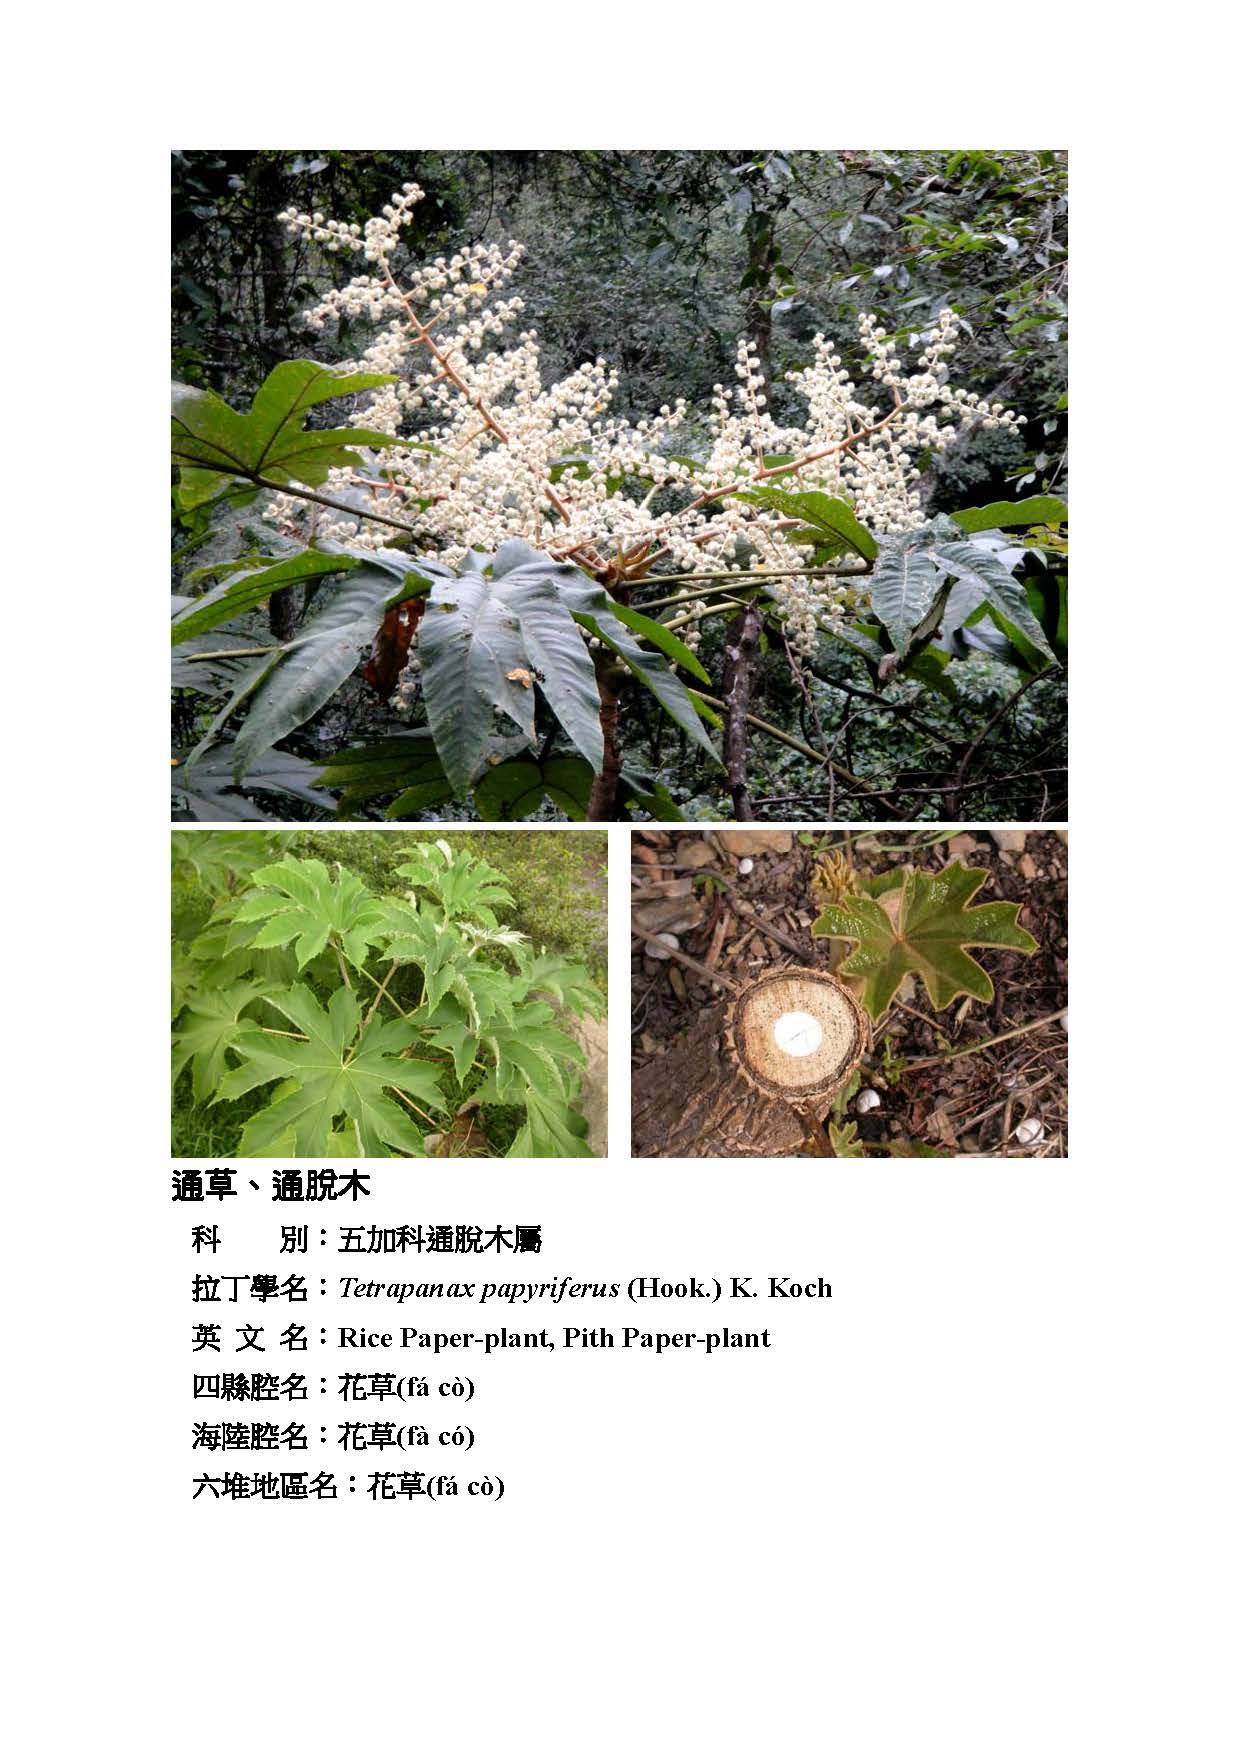 通草、通脫木
科　　別：五加科通脫木屬
拉丁學名：Tetrapanax papyriferus (Hook.) K. Koch
英 文 名：Rice Paper-plant, Pith Paper-plant
四縣腔名：花草(fá cò)
海陸腔名：花草(fà có)
六堆地區名：花草(fá cò)